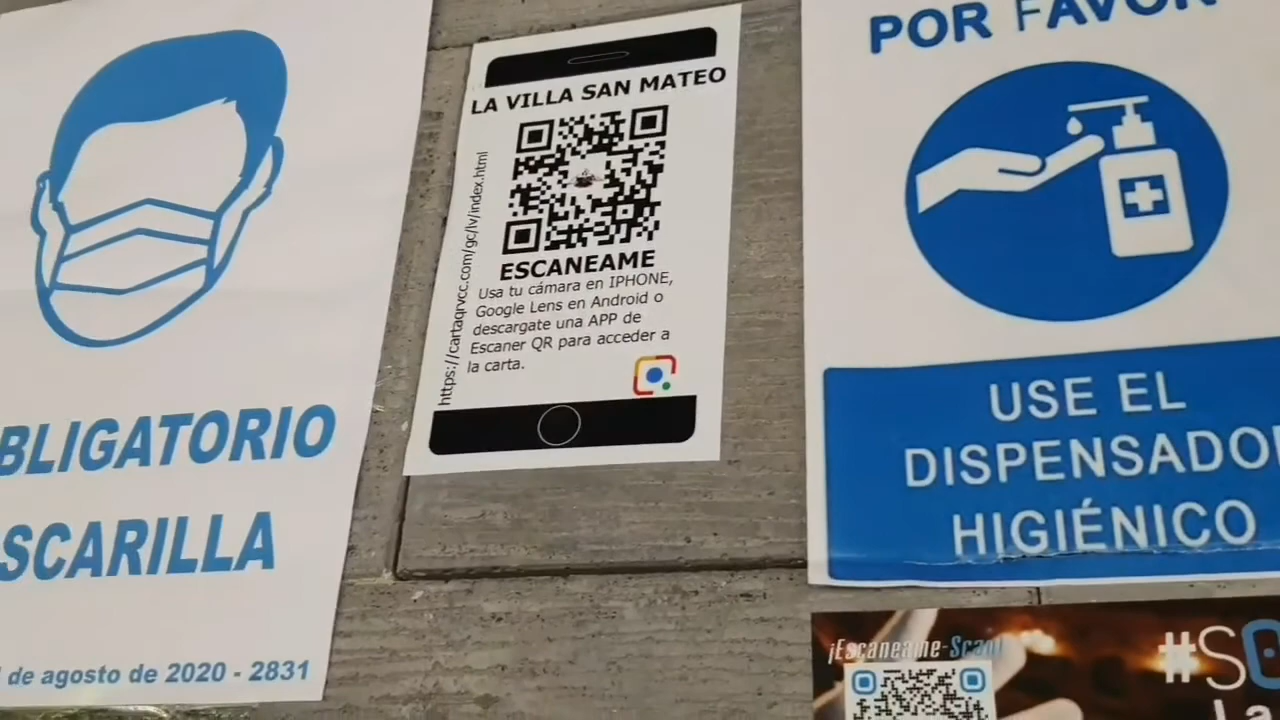 BLIGATORIO
SCARILLA
de agosto de 2020 - 2831
LA VILLA SAN MATEO
https://cartaqrvcc.com/gc/lv/index.html
ESCANEAME
Usa tu cámara en IPHONE,
Google Lens en Android o
descargate una APP de
Escaner QR para acceder a
la carta.
POR FAVOR
USE EL
DISPENSADOR
HIGIÉNICO
¡Escaneame-Scan!
#S
La